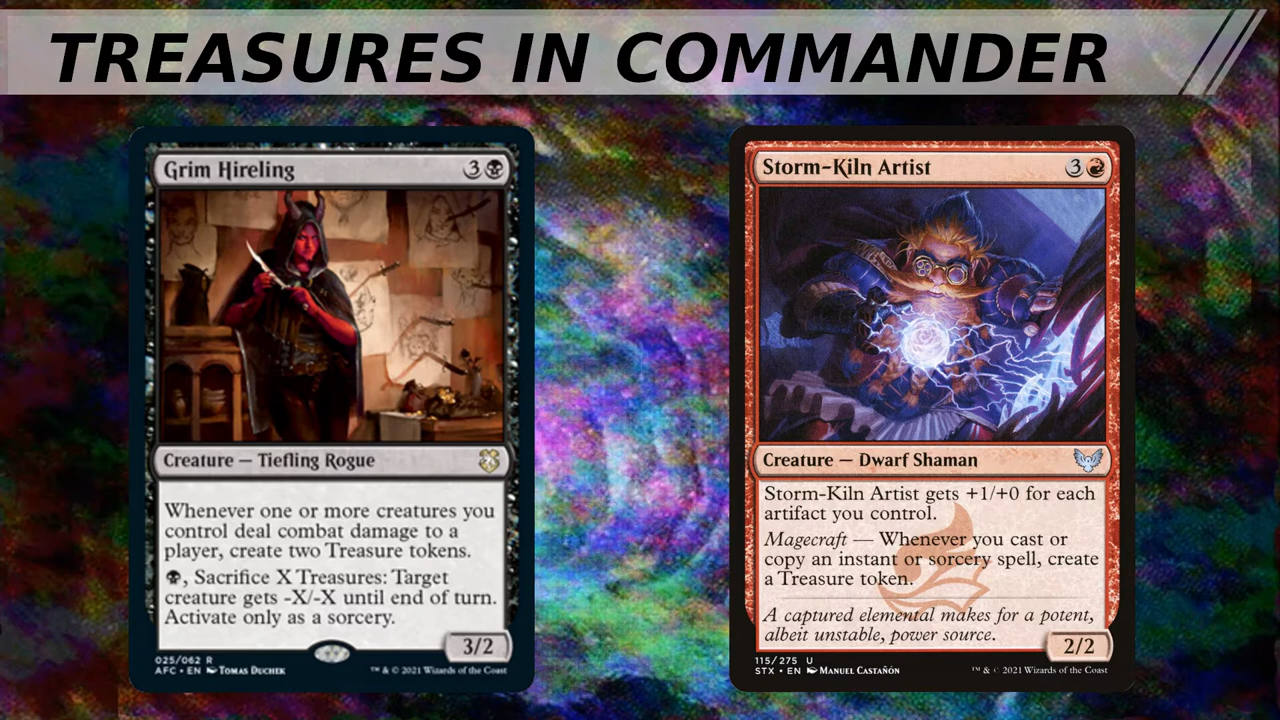 TREASURES IN COMMANDER
Grim Hireling 3
Creature — Tiefling Rogue
Whenever one or more creatures you
control deal combat damage to a
player, create two Treasure tokens.
, Sacrifice X Treasures: Target
creature gets -X/-X until end of turn.
Activate only as a sorcery.
3/2
025/062 R
AFC • EN Tomas Duchek
™ & © 2021 Wizards of the Coast
Storm-Kiln Artist 3
Creature — Dwarf Shaman
Storm-Kiln Artist gets +1/+0 for each
artifact you control.
Magecraft — Whenever you cast or
copy an instant or sorcery spell, create
a Treasure token.
A captured elemental makes for a potent,
albeit unstable, power source.
2/2
115/275 U
STX • EN Manuel Castañón
™ & © 2021 Wizards of the Coast